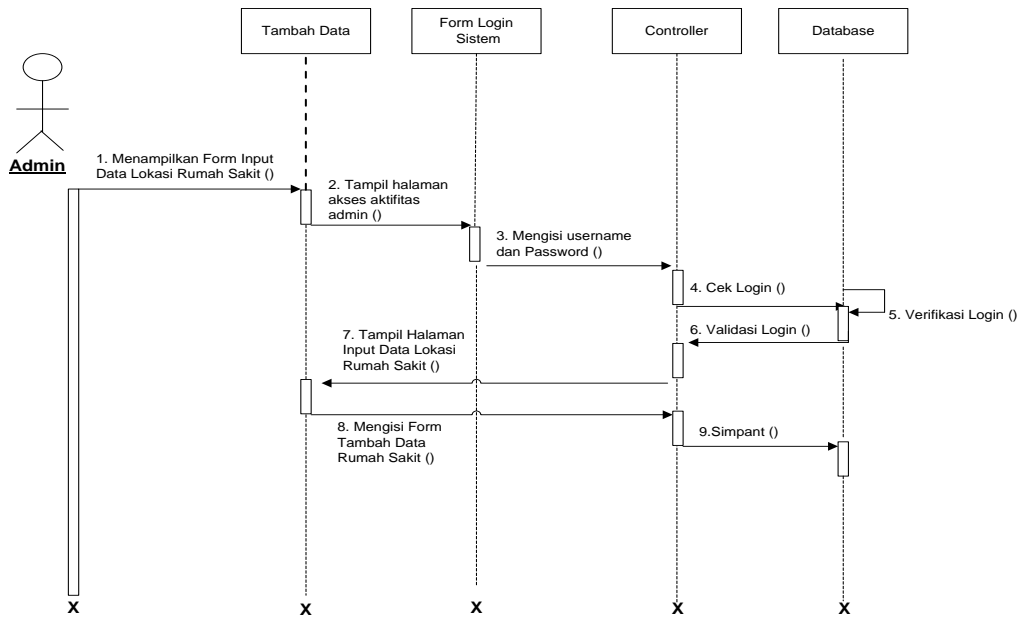 Tambah Data
Form Login
Sistem
Controller
Database
Admin
1. Menampilkan Form Input
Data Lokasi Rumah Sakit ()
2. Tampil halaman
akses aktifitas
admin ()
3. Mengisi username
dan Password ()
4. Cek Login ()
5. Verifikasi Login ()
6. Validasi Login ()
7. Tampil Halaman
Input Data Lokasi
Rumah Sakit ()
8. Mengisi Form
Tambah Data
Rumah Sakit ()
9.Simpant ()
X
X
X
X
X